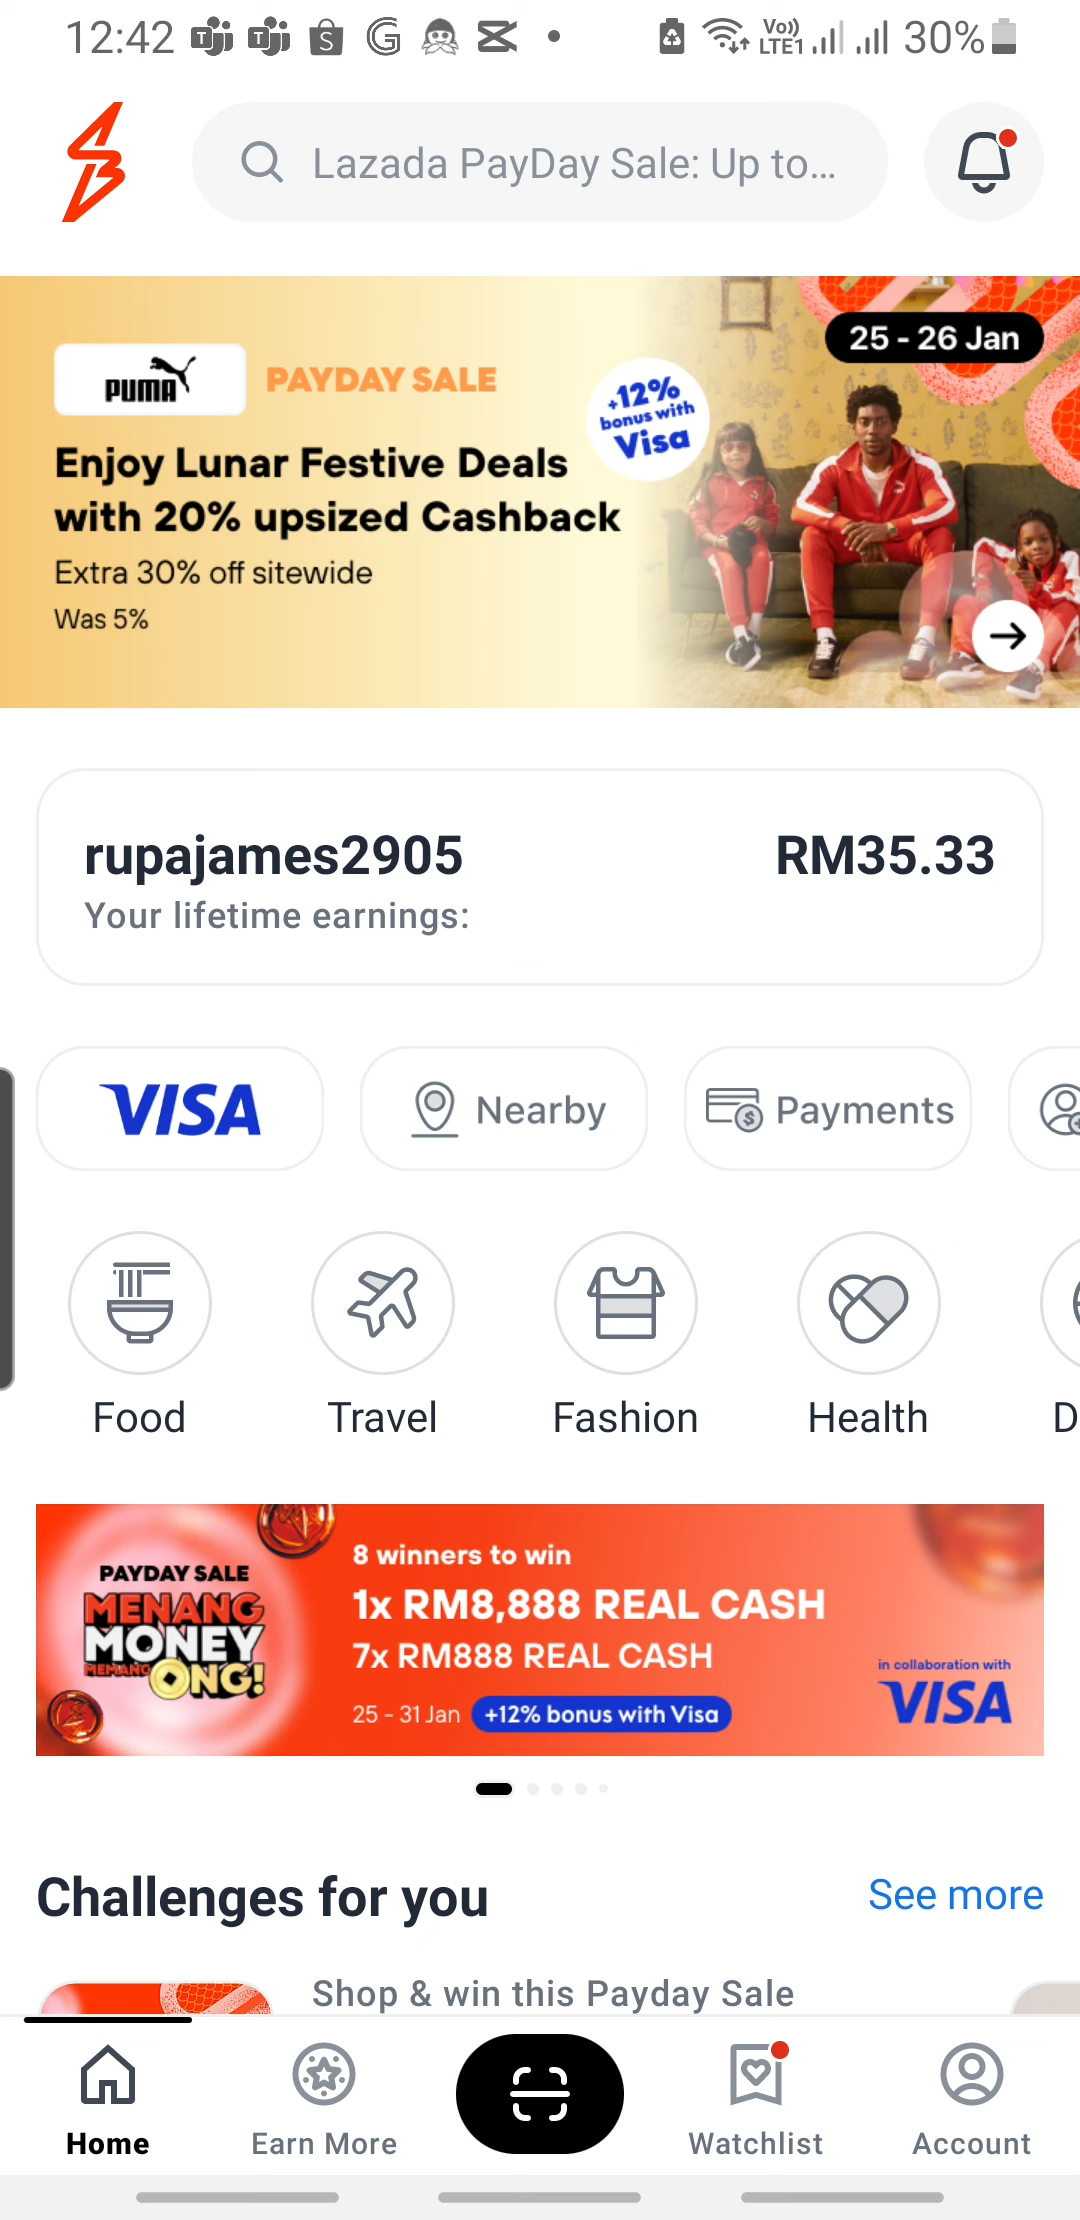 12:42
Vo))
LTE1
30%
Lazada PayDay Sale: Up to...
25 - 26 Jan
PUMA
PAYDAY SALE
+12%
bonus with
Visa
Enjoy Lunar Festive Deals
with 20% upsized Cashback
Extra 30% off sitewide
Was 5%
rupajames2905
RM35.33
Your lifetime earnings:
VISA
Nearby
Payments
Food
Travel
Fashion
Health
D
PAYDAY SALE
MENANG
MONEY
MEMANG
ONG!
8 winners to win
1x RM8,888 REAL CASH
7x RM888 REAL CASH
25 - 31 Jan
+12% bonus with Visa
in collaboration with
VISA
Challenges for you
See more
Shop & win this Payday Sale
Home
Earn More
Watchlist
Account